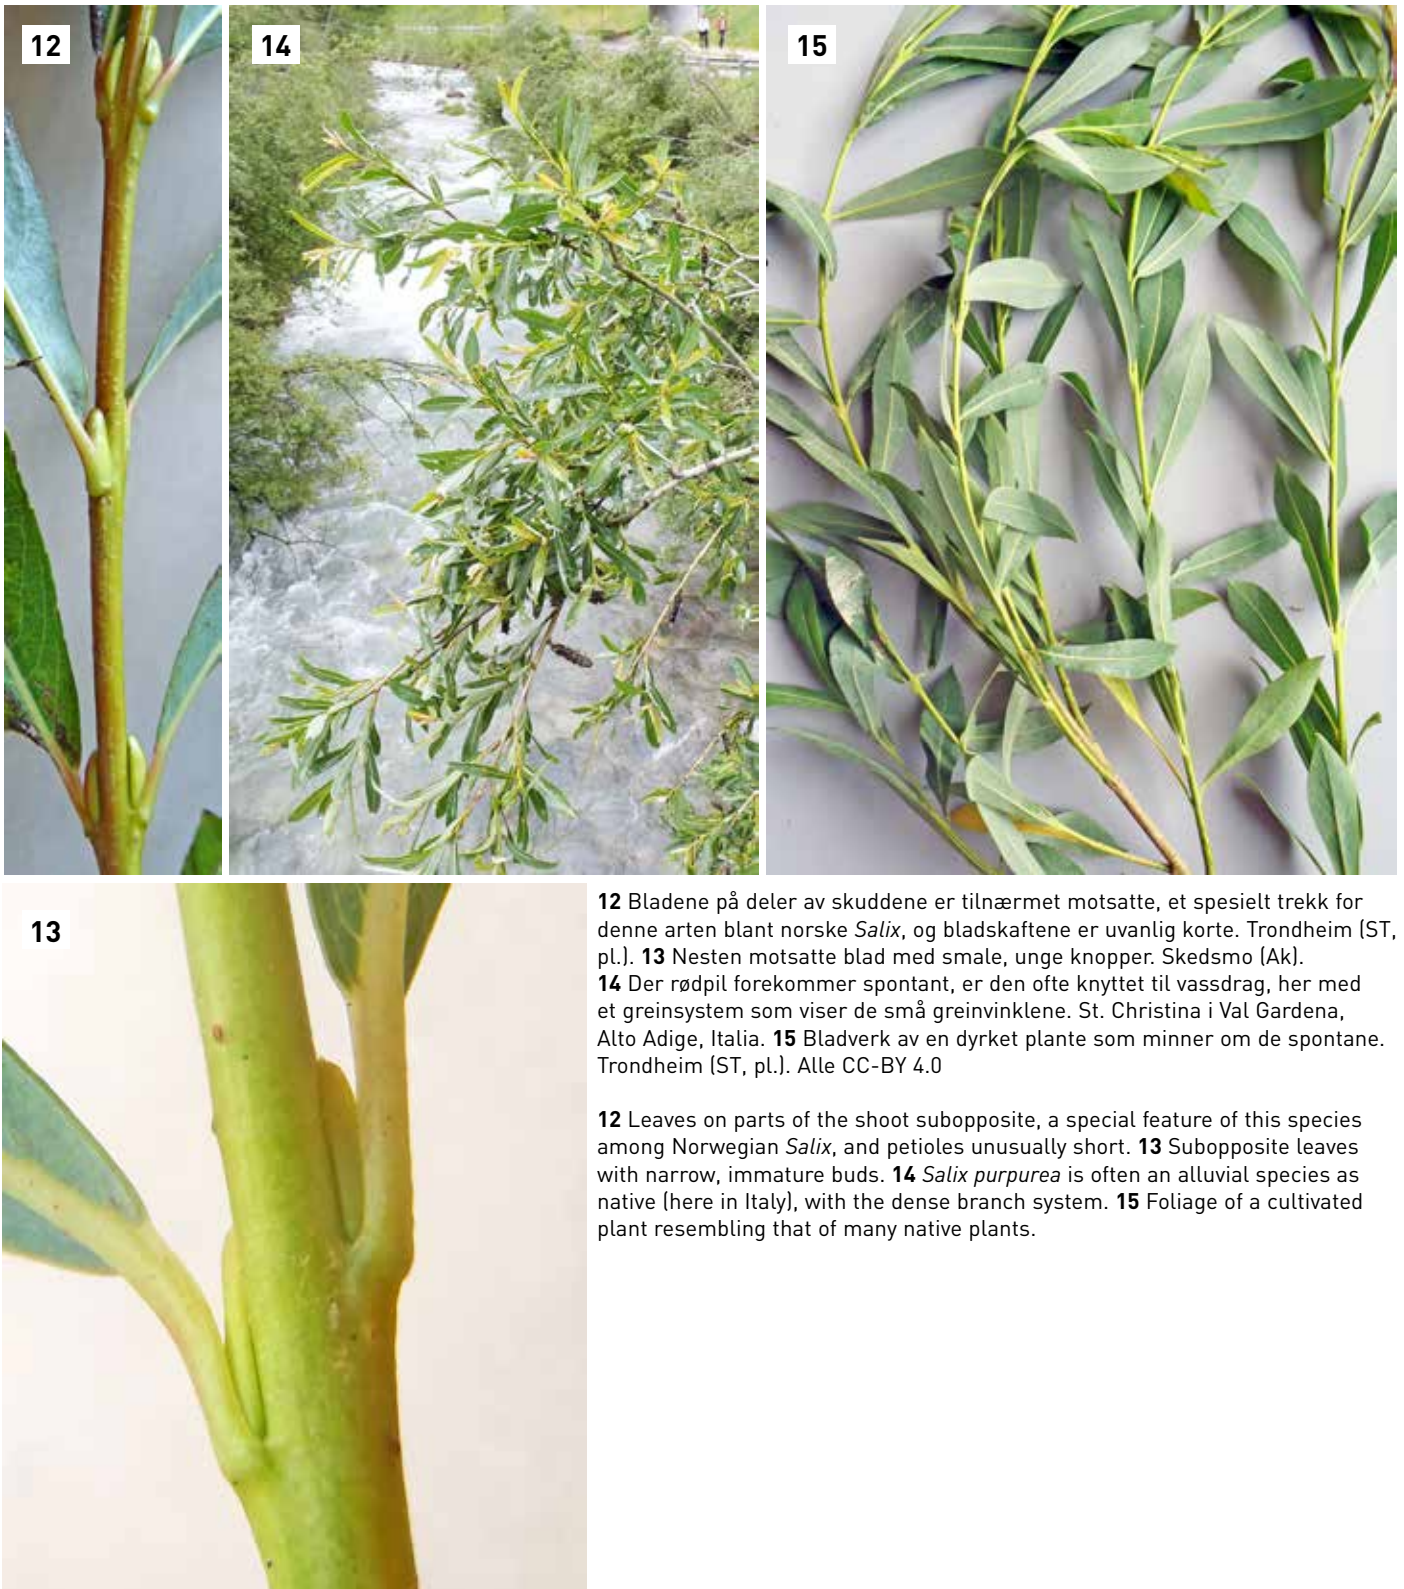 12
14
15
13
12 Bladene på deler av skuddene er tilnærmet motsatte, et spesielt trekk for
denne arten blant norske Salix, og bladskaftene er uvanlig korte. Trondheim (ST,
pl.). 13 Nesten motsatte blad med smale, unge knopper. Skedsmo (Ak).
14 Der rødpil forekommer spontant, er den ofte knyttet til vassdrag, her med
et greinsystem som viser de små greinvinklene. St. Christina i Val Gardena,
Alto Adige, Italia. 15 Bladverk av en dyrket plante som minner om de spontane.
Trondheim (ST, pl.). Alle CC-BY 4.0
12 Leaves on parts of the shoot subopposite, a special feature of this species
among Norwegian Salix, and petioles unusually short. 13 Subopposite leaves
with narrow, immature buds. 14 Salix purpurea is often an alluvial species as
native (here in Italy), with the dense branch system. 15 Foliage of a cultivated
plant resembling that of many native plants.